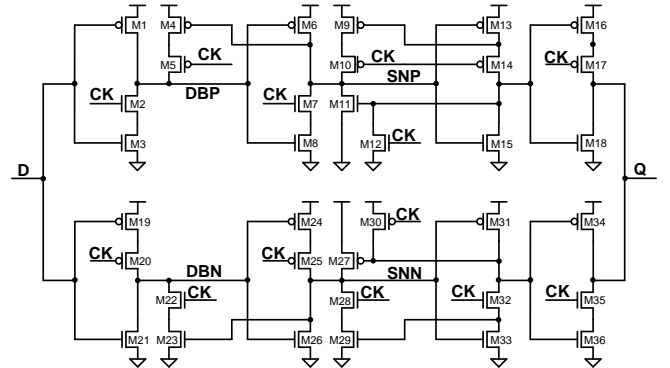 M1 M4 M6 M9 M13 M16
CK CK
M5 M10 M14 M17
DBP SNP
CK M2 CK M7 M11
M12 CK
M3 M8 M15 M18
D Q
M19 M24 M30 CK M31 M34
M20 M25 M27
CK DBN CK SNN
M22 CK M28 CK CK M32 CK M35
M21 M23 M26 M29 M33 M36